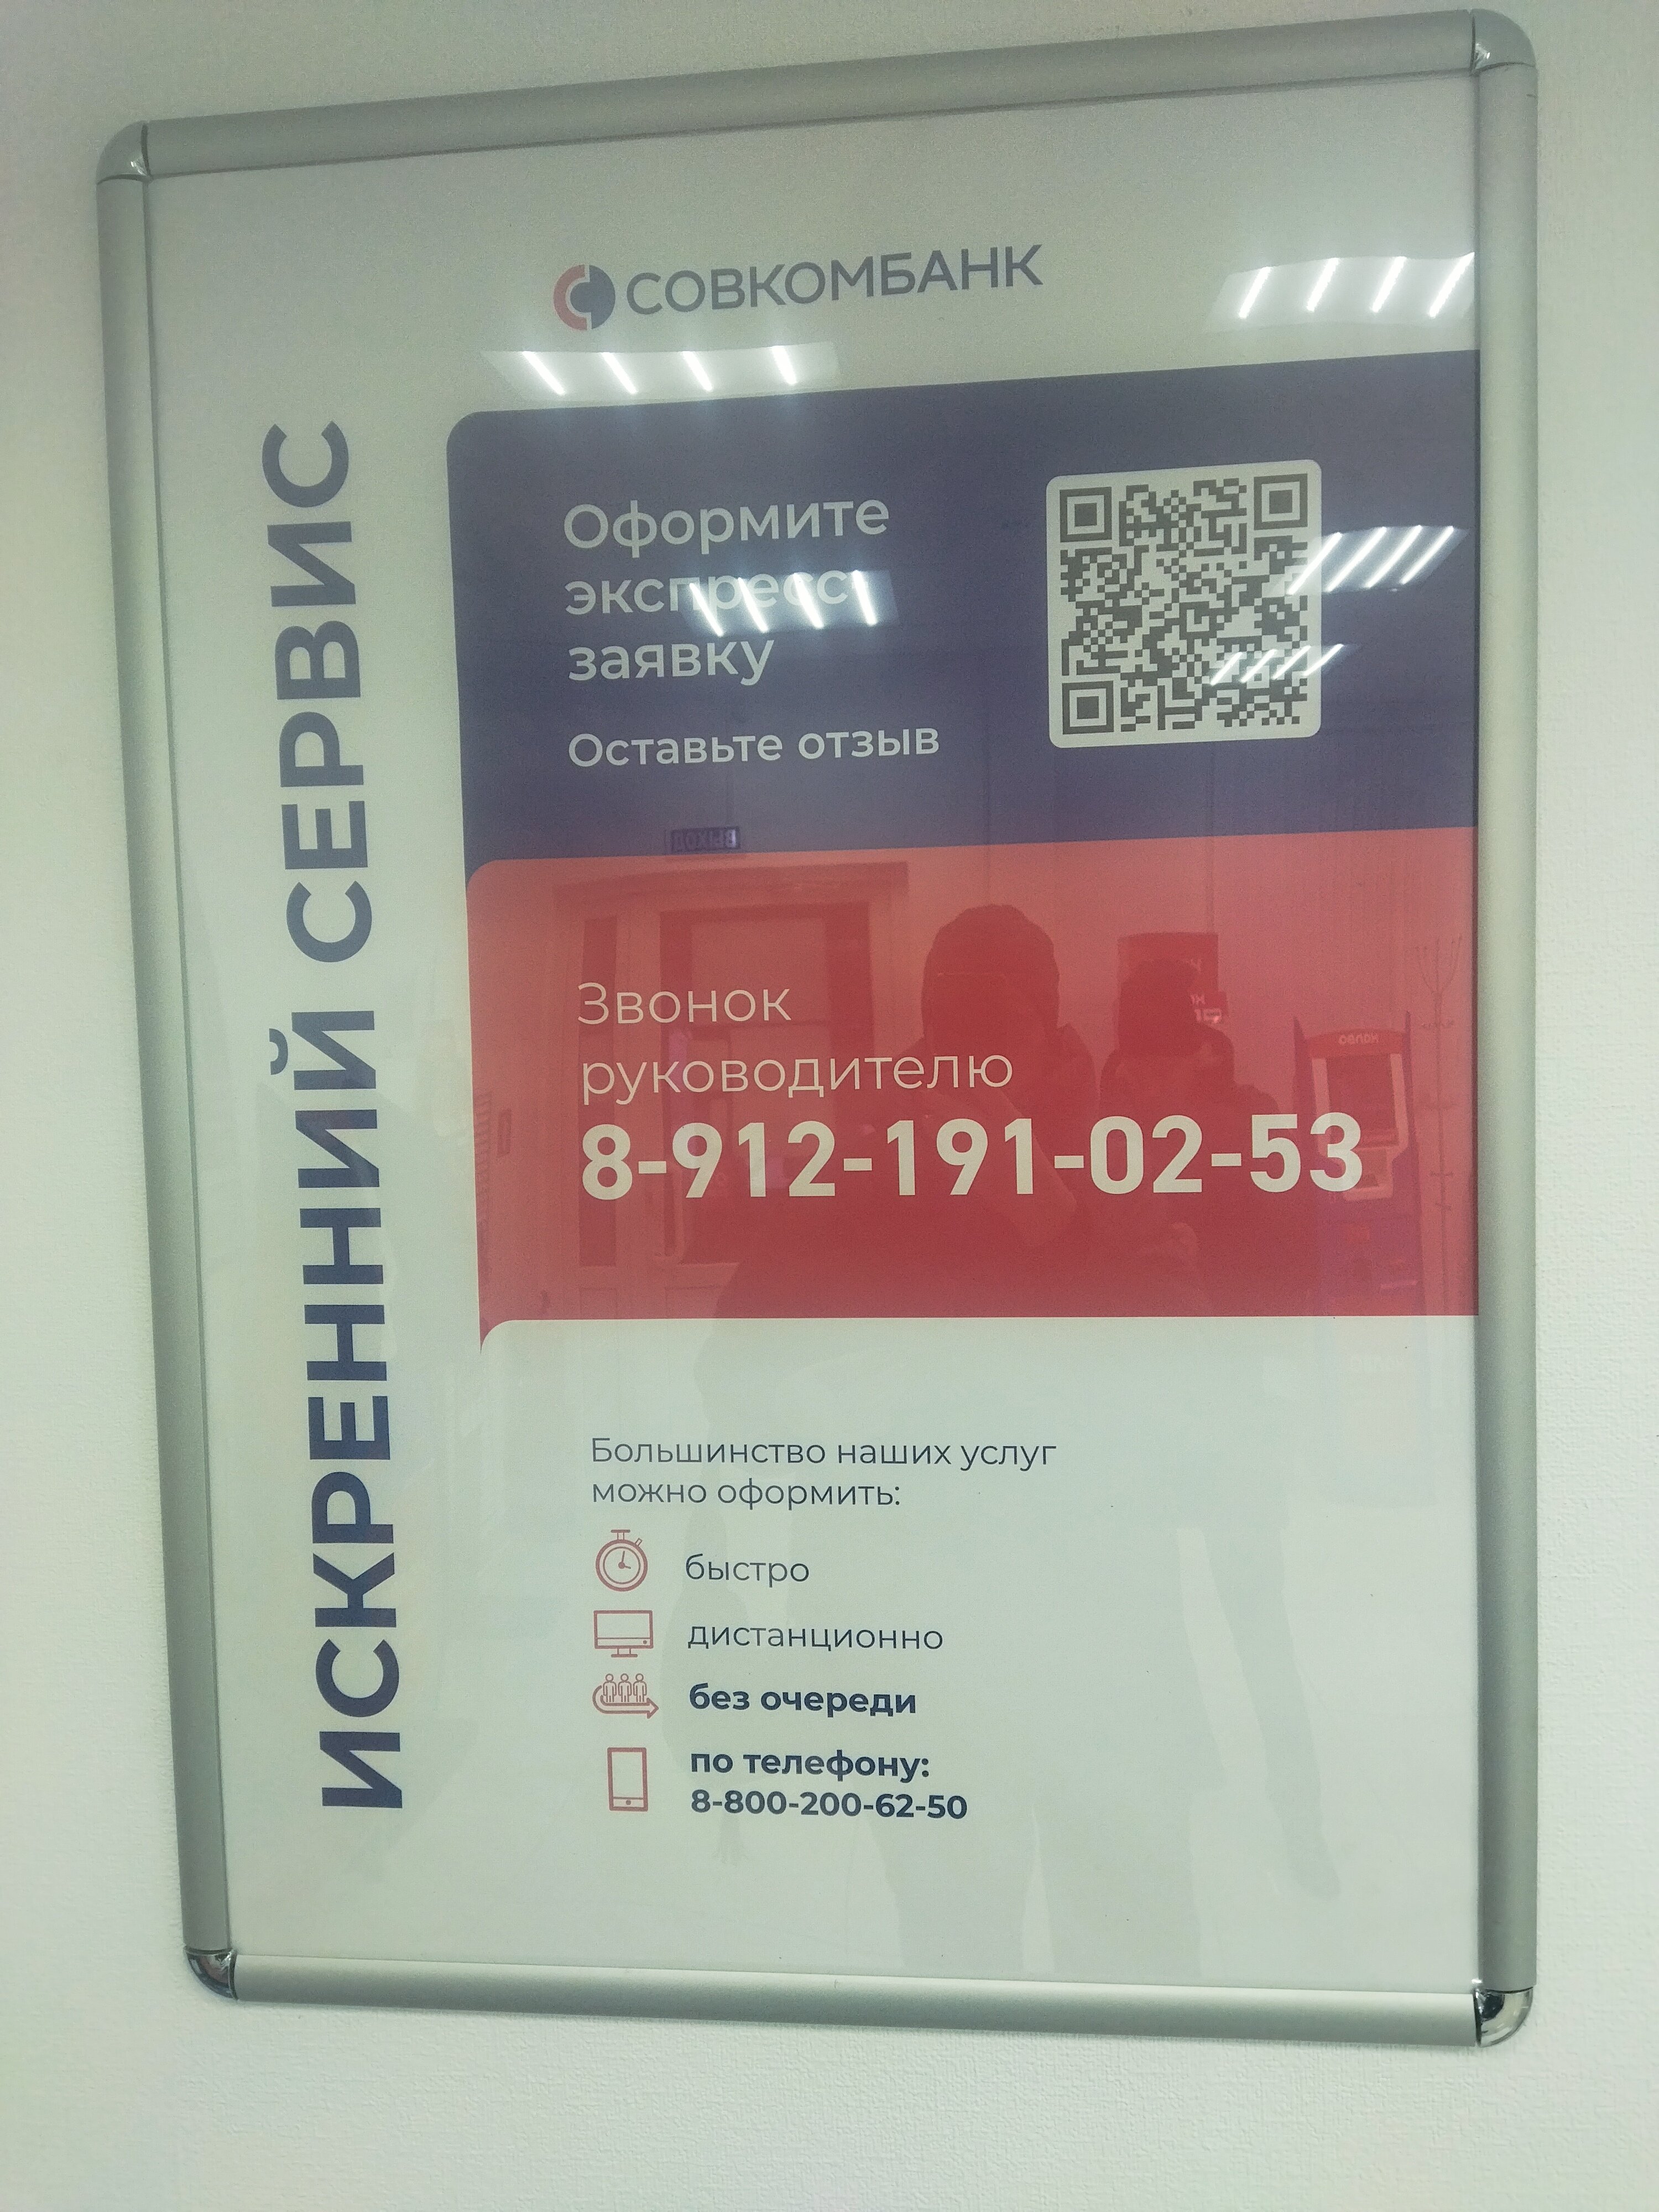 СОВКОМБАНК
ИСКРЕННИЙ СЕРВИС
Оформите
экспресс-
заявку
Оставьте отзыв
Звонок
руководителю
8-912-191-02-53
Большинство наших услуг
можно оформить:
быстро
дистанционно
без очереди
по телефону:
8-800-200-62-50
ВЫХОД